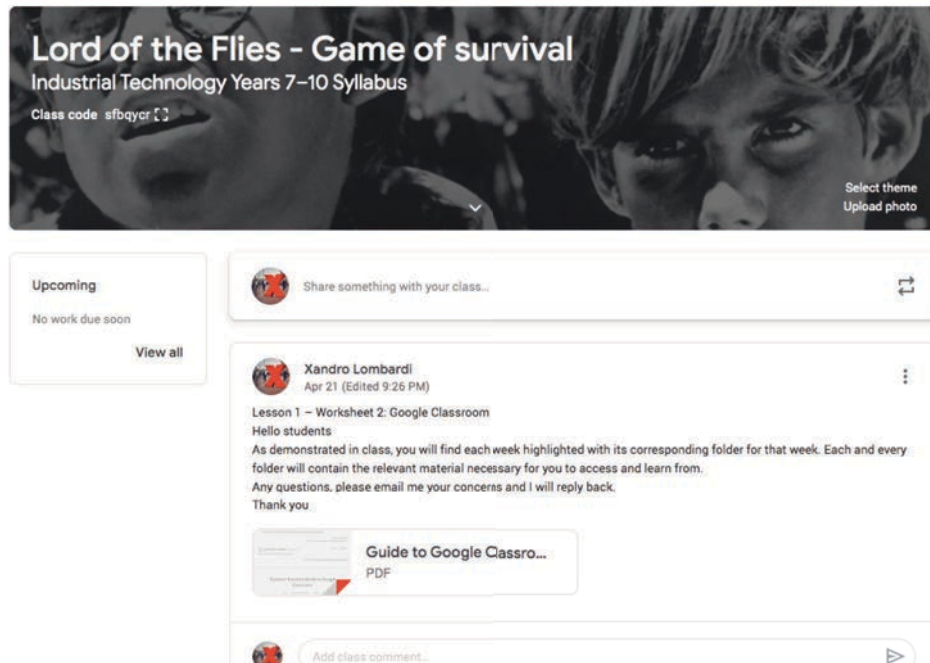 Lord of the Flies - Game of survival
Industrial Technology Years 7–10 Syllabus
Class code sfbqycr
Select theme
Upload photo
Upcoming
No work due soon
View all
Share something with your class...
Xandro Lombardi
Apr 21 (Edited 9:26 PM)
Lesson 1 – Worksheet 2: Google Classroom
Hello students
As demonstrated in class, you will find each week highlighted with its corresponding folder for that week. Each and every
folder will contain the relevant material necessary for you to access and learn from.
Any questions, please email me your concerns and I will reply back.
Thank you
Guide to Google Classro...
PDF
Add class comment...